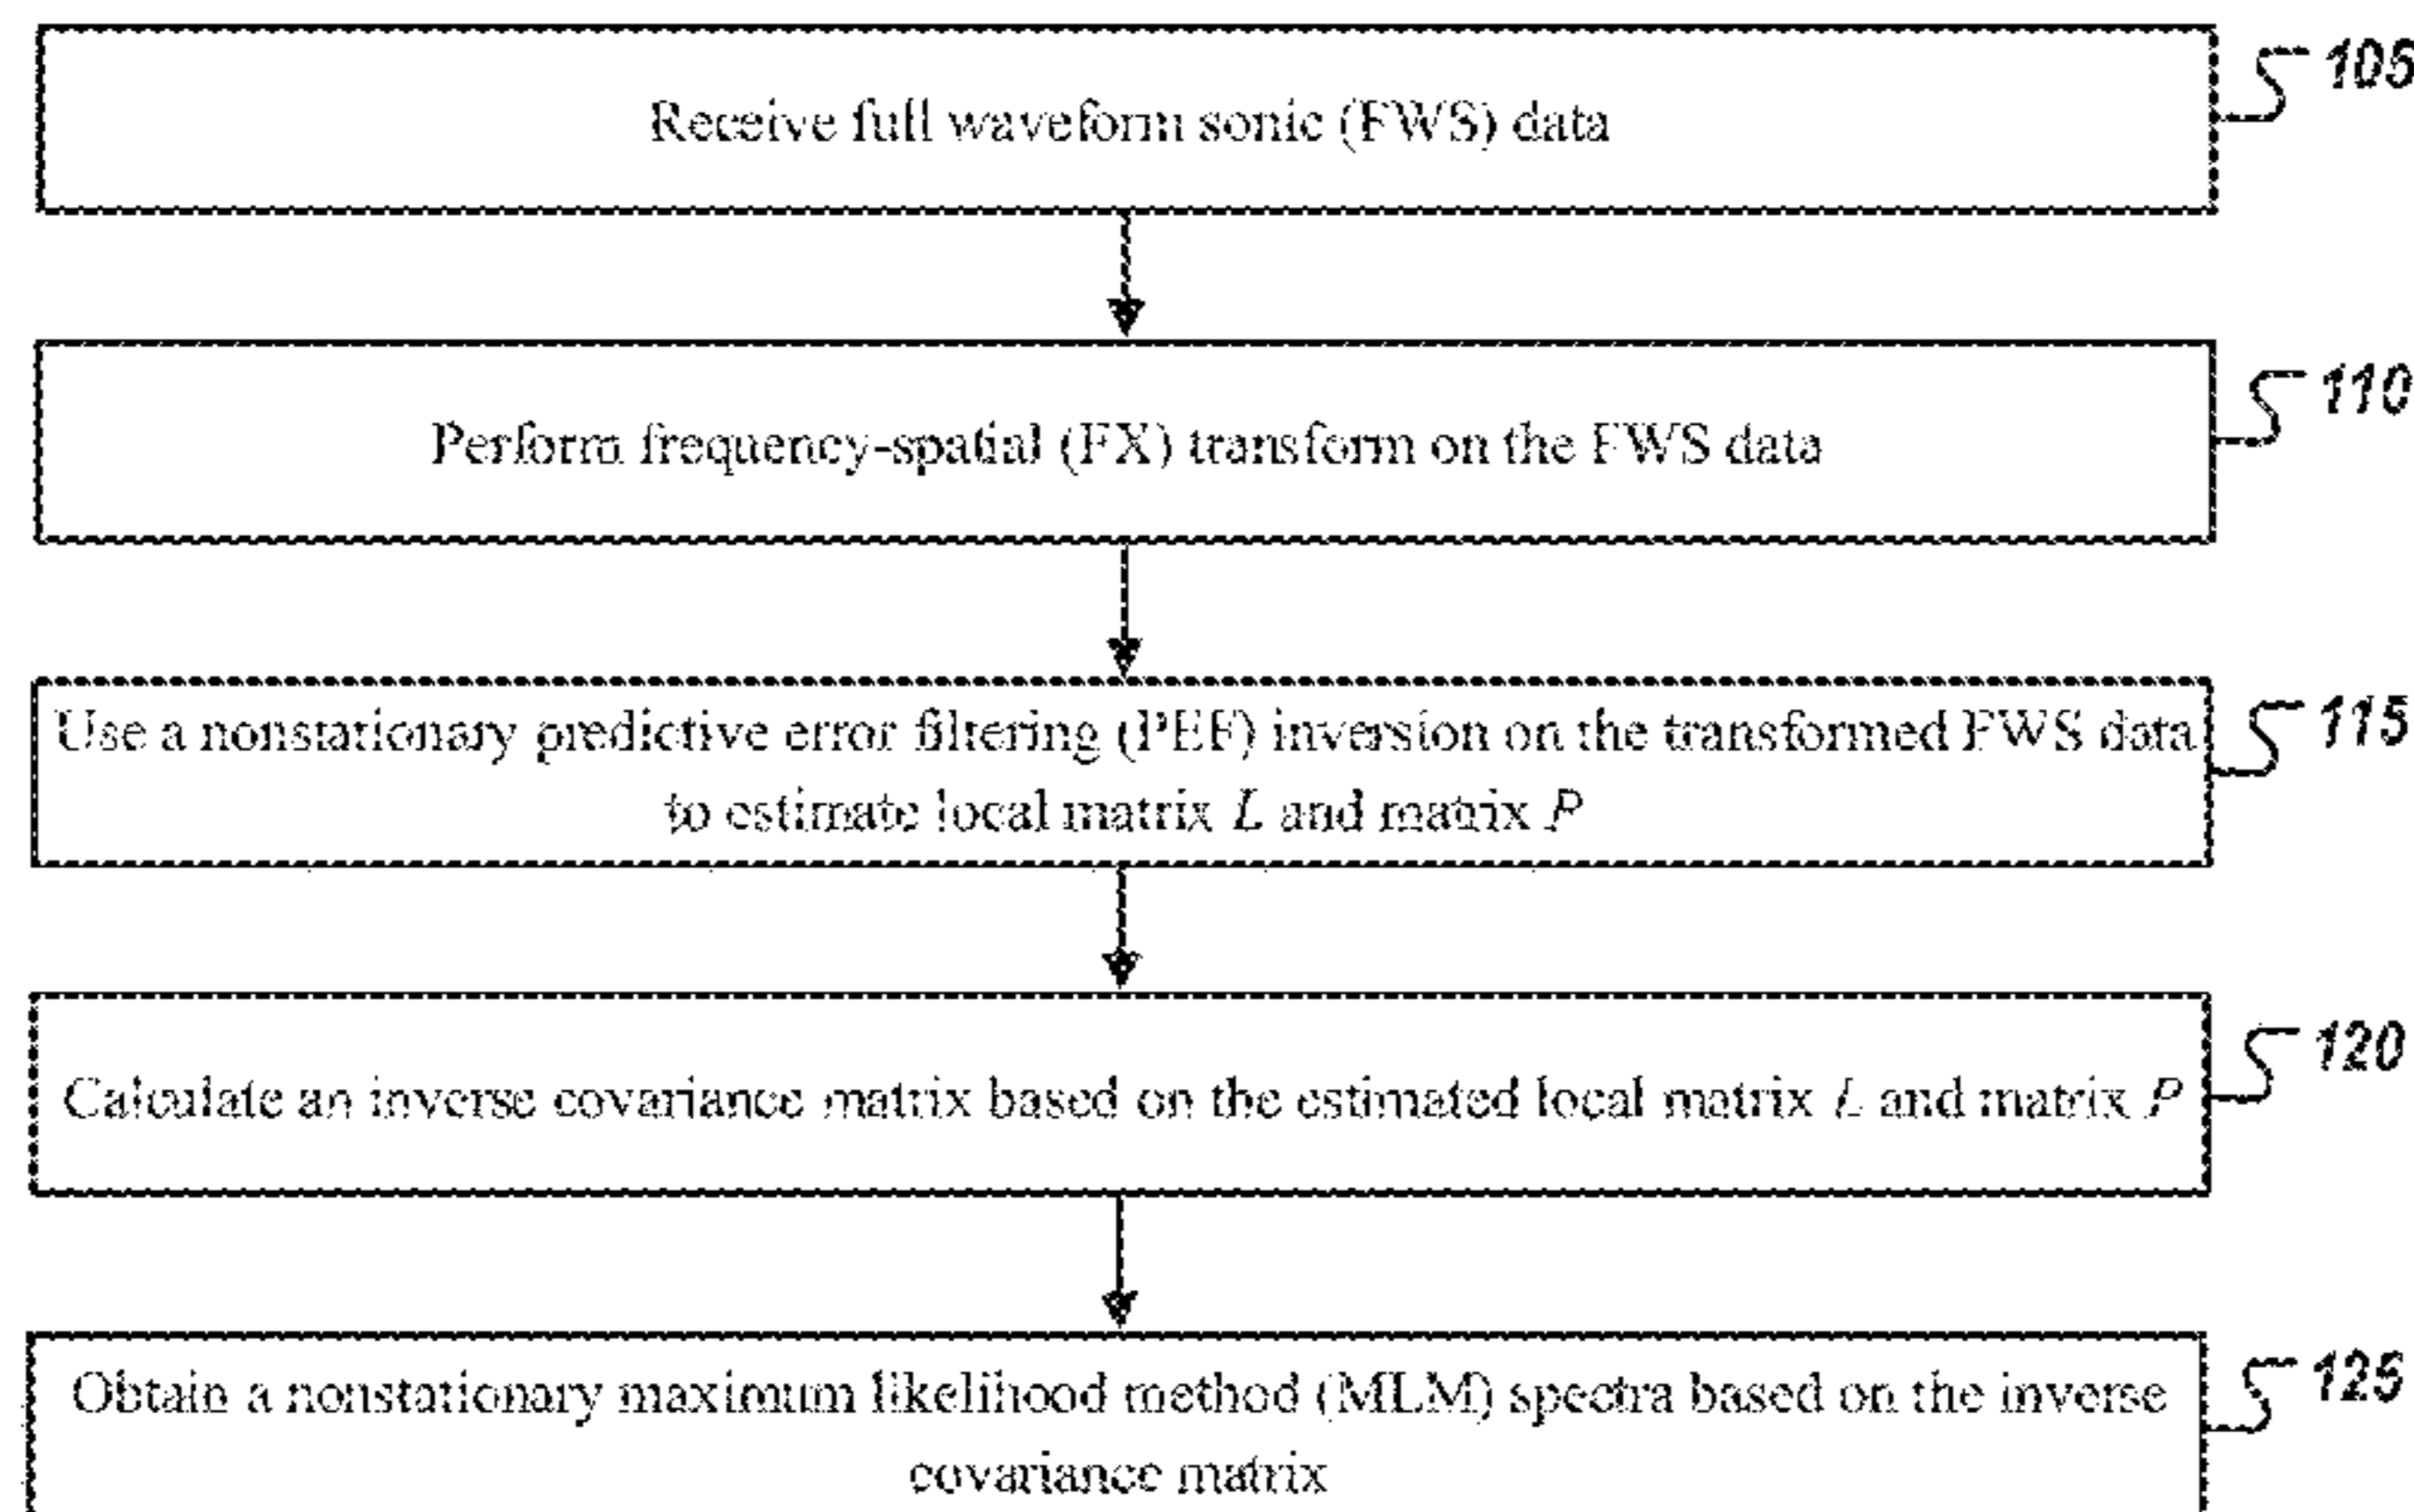 Receive full waveform sonic (FWS) data
105
Perform frequency-spatial (FX) transform on the FWS data
110
Use a nonstationary predictive error filtering (PEF) inversion on the transformed FWS data
to estimate local matrix L and matrix P
115
Calculate an inverse covariance matrix based on the estimated local matrix L and matrix P
120
Obtain a nonstationary maximum likelihood method (MLM) spectra based on the inverse
covariance matrix
125